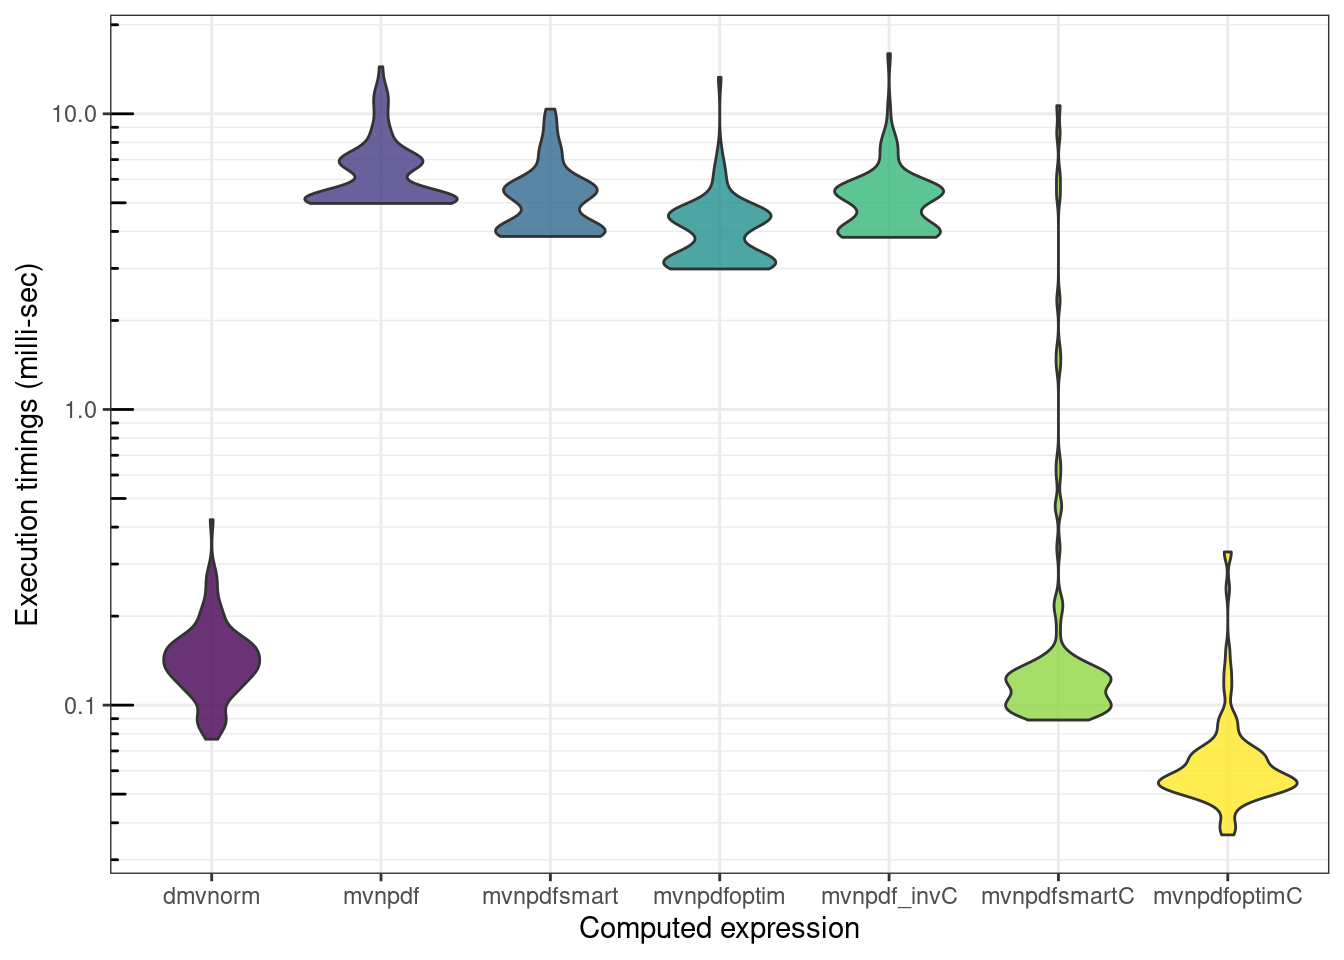 Execution timings (milli-sec)
10.0
1.0
0.1
dmvnorm mvnpdf mvnpdfsmart mvnpdfoptim mvnpdf_invC mvnpdfsmartC mvnpdfoptimC
Computed expression